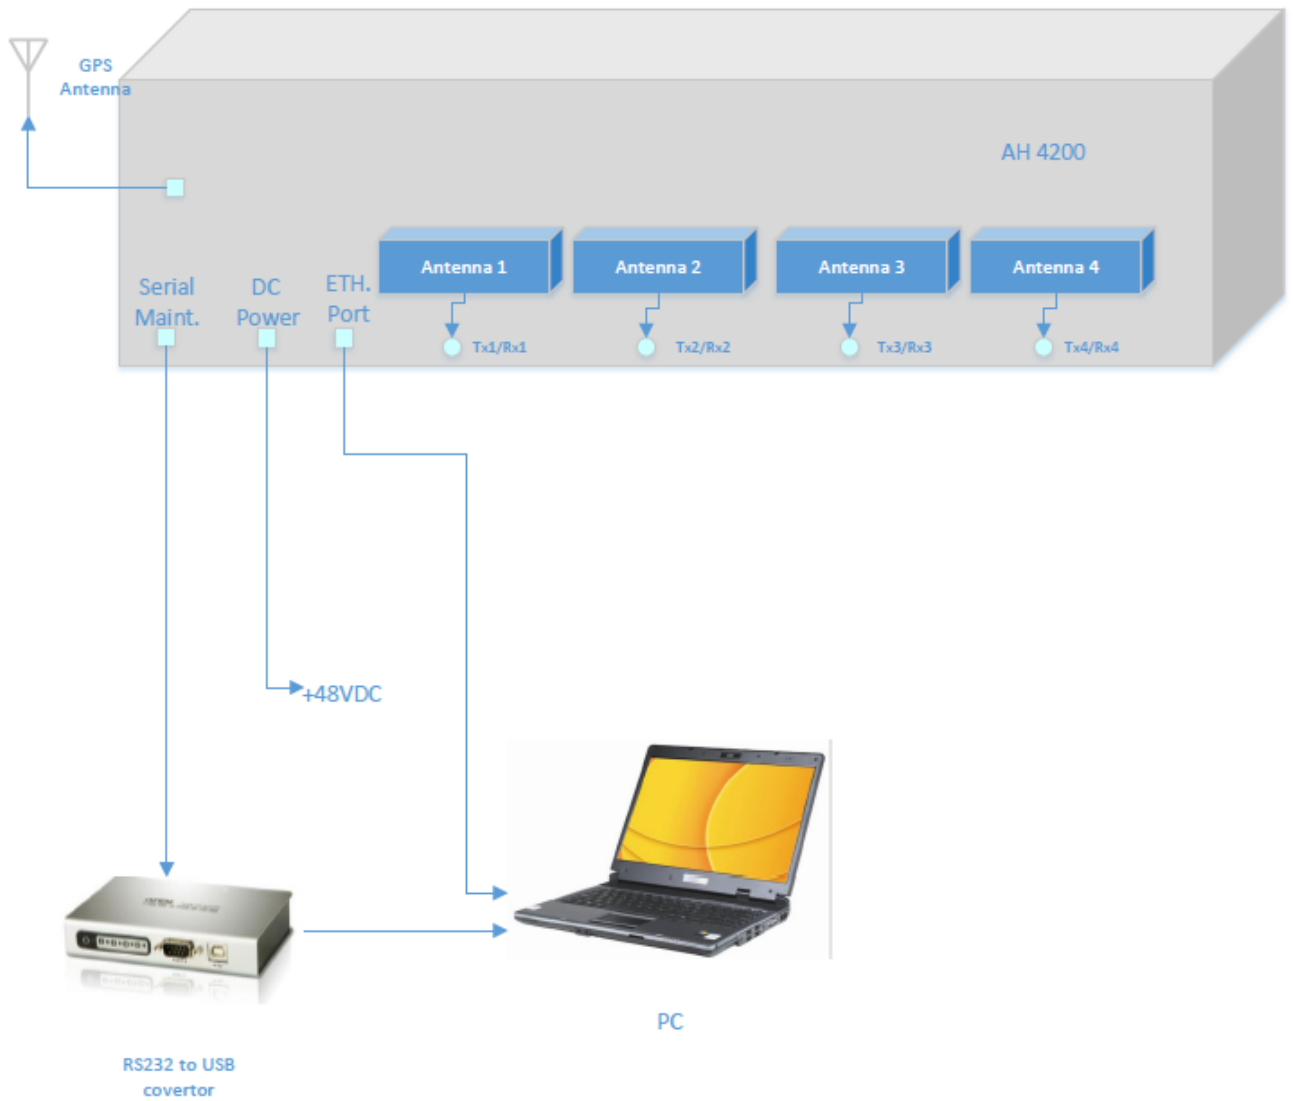 GPS
Antenna
AH 4200
Antenna 1
Antenna 2
Antenna 3
Antenna 4
Serial
Maint.
DC
Power
ETH.
Port
Tx1/Rx1
Tx2/Rx2
Tx3/Rx3
Tx4/Rx4
+48VDC
PC
RS232 to USB
covertor